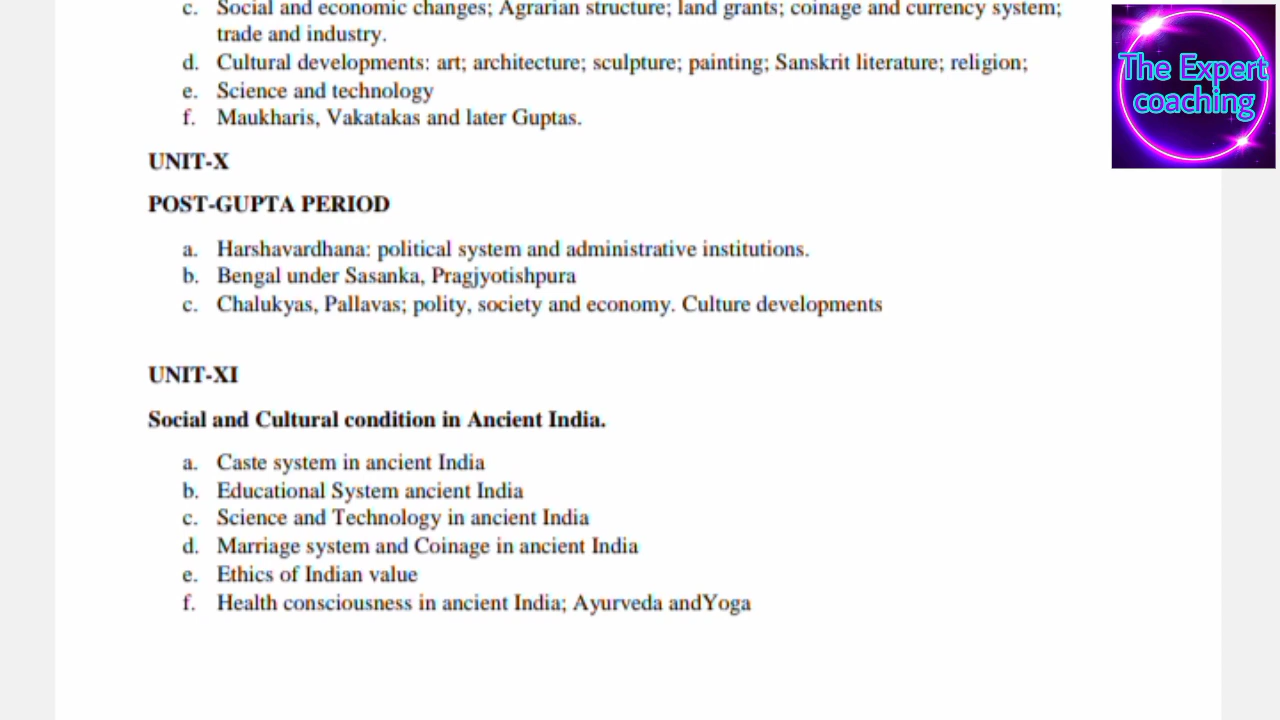 c. Social and economic changes; Agrarian structure; land grants; coinage and currency system;
trade and industry.
d. Cultural developments: art; architecture; sculpture; painting; Sanskrit literature; religion;
e. Science and technology
f. Maukharis, Vakatakas and later Guptas.
UNIT-X
POST-GUPTA PERIOD
a. Harshavardhana: political system and administrative institutions.
b. Bengal under Sasanka, Pragjyotishpura
c. Chalukyas, Pallavas; polity, society and economy. Culture developments
UNIT-XI
Social and Cultural condition in Ancient India.
a. Caste system in ancient India
b. Educational System ancient India
c. Science and Technology in ancient India
d. Marriage system and Coinage in ancient India
e. Ethics of Indian value
f. Health consciousness in ancient India; Ayurveda andYoga
The Expert
coaching